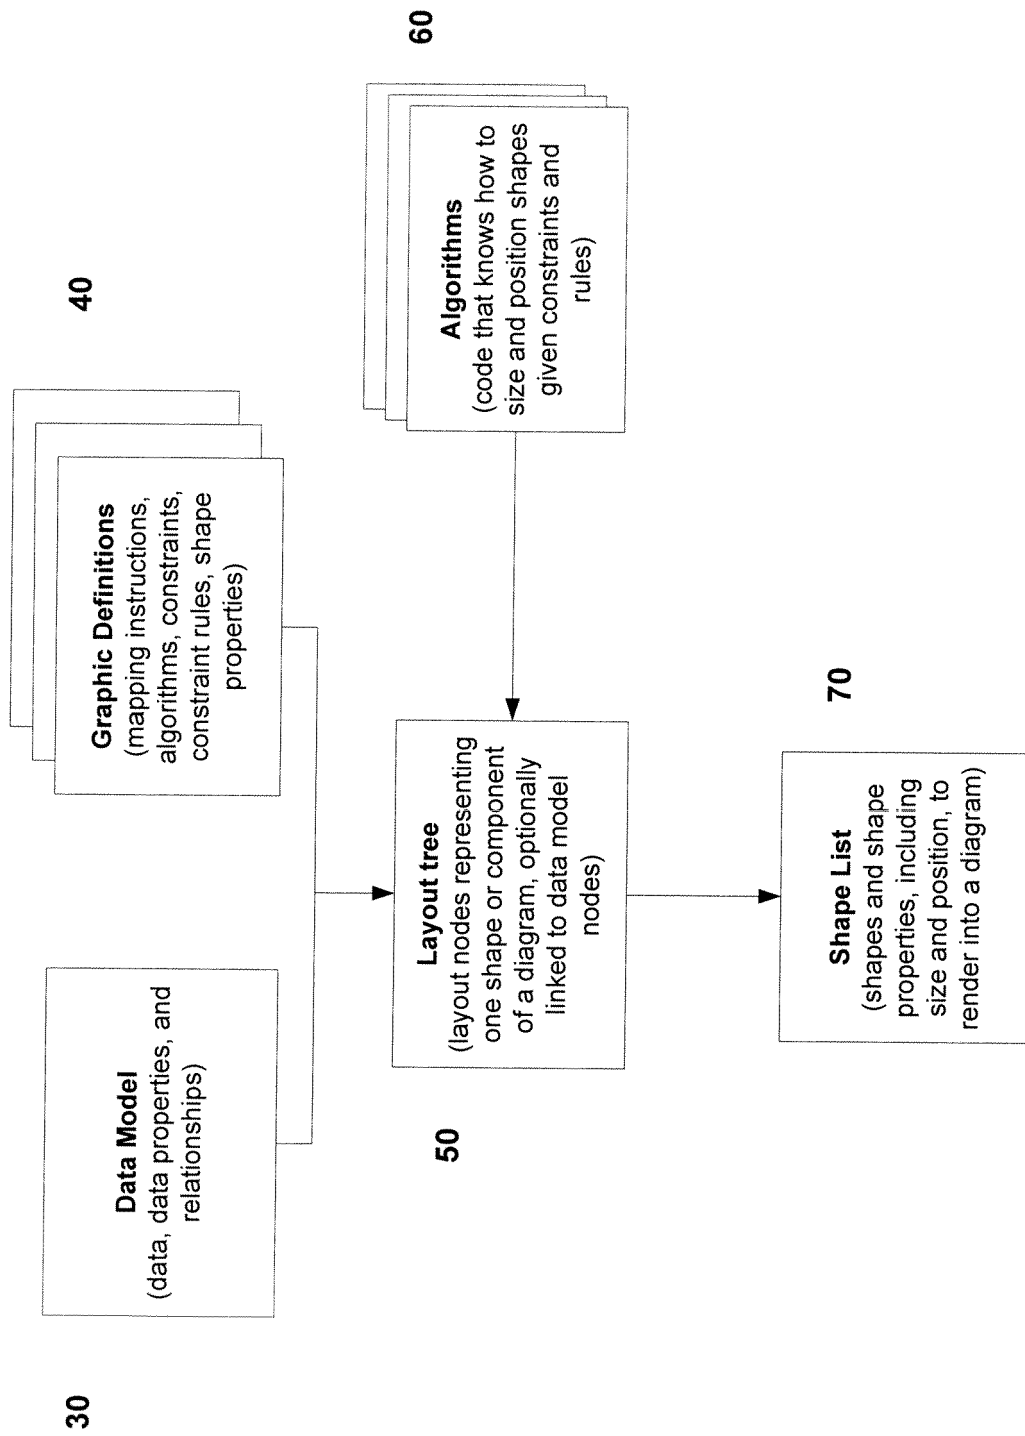 30
Data Model
(data, data properties, and
relationships)
40
Graphic Definitions
(mapping instructions,
algorithms, constraints,
constraint rules, shape
properties)
50
Layout tree
(layout nodes representing
one shape or component
of a diagram, optionally
linked to data model
nodes)
60
Algorithms
(code that knows how to
size and position shapes
given constraints and
rules)
70
Shape List
(shapes and shape
properties, including
size and position, to
render into a diagram)